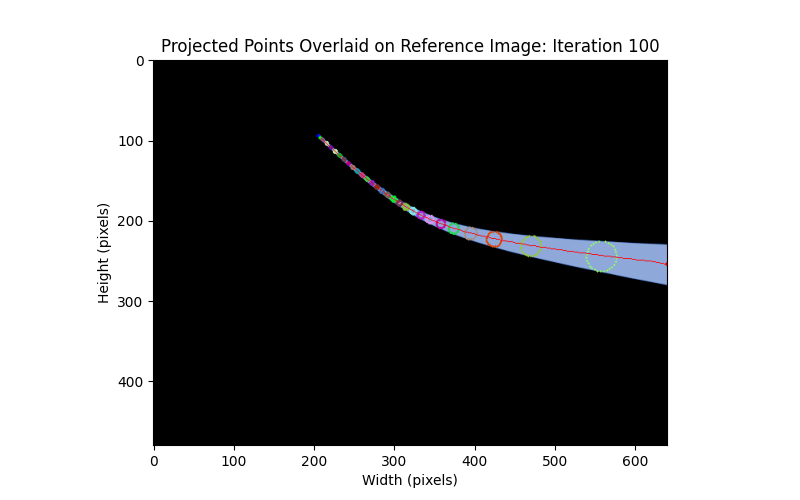 Projected Points Overlaid on Reference Image: Iteration 100
0
100
200
300
400
Height (pixels)
0 100 200 300 400 500 600
Width (pixels)